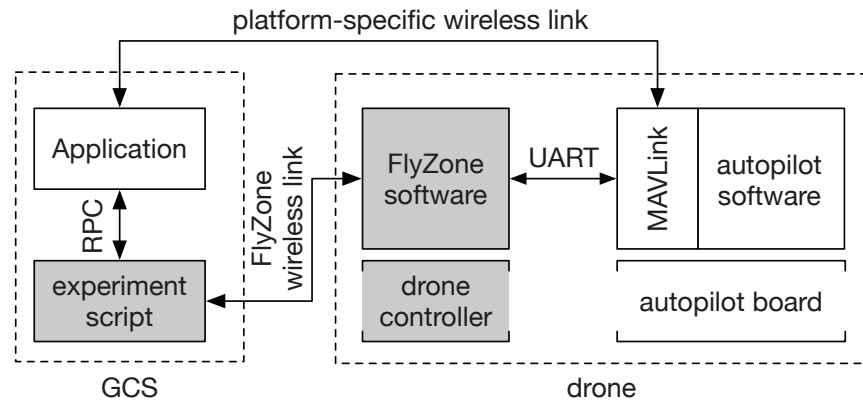 platform-specific wireless link
Application
RPC
experiment
script
GCS
FlyZone
wireless link
FlyZone
software
drone
controller
UART
MAVLink
autopilot
software
autopilot board
drone